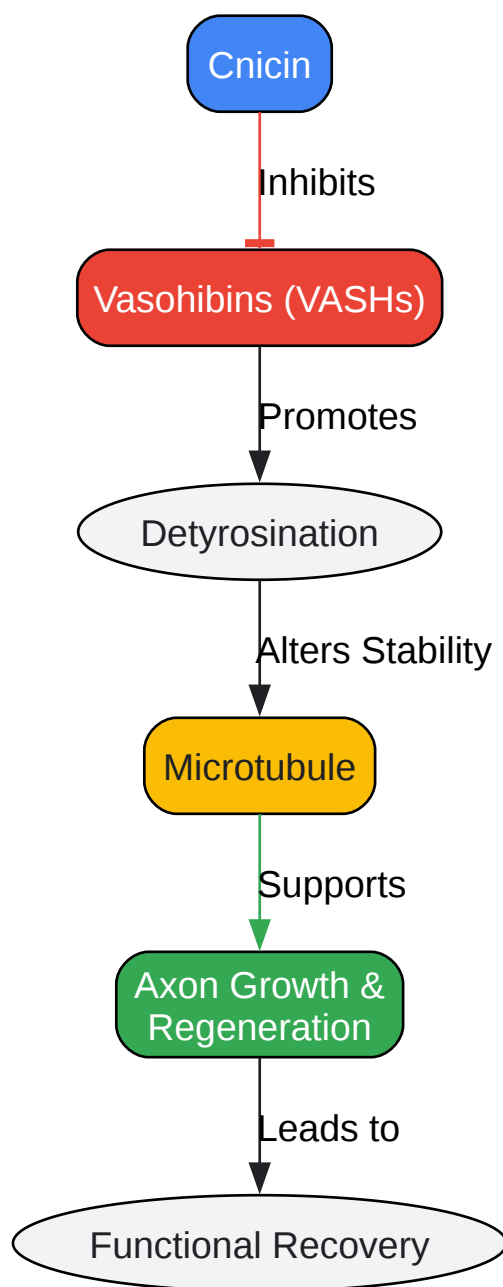 Cnicin
Inhibits
Vasohibins (VASHs)
Promotes
Detyrosination
Alters Stability
Microtubule
Supports
Axon Growth &
Regeneration
Leads to
Functional Recovery